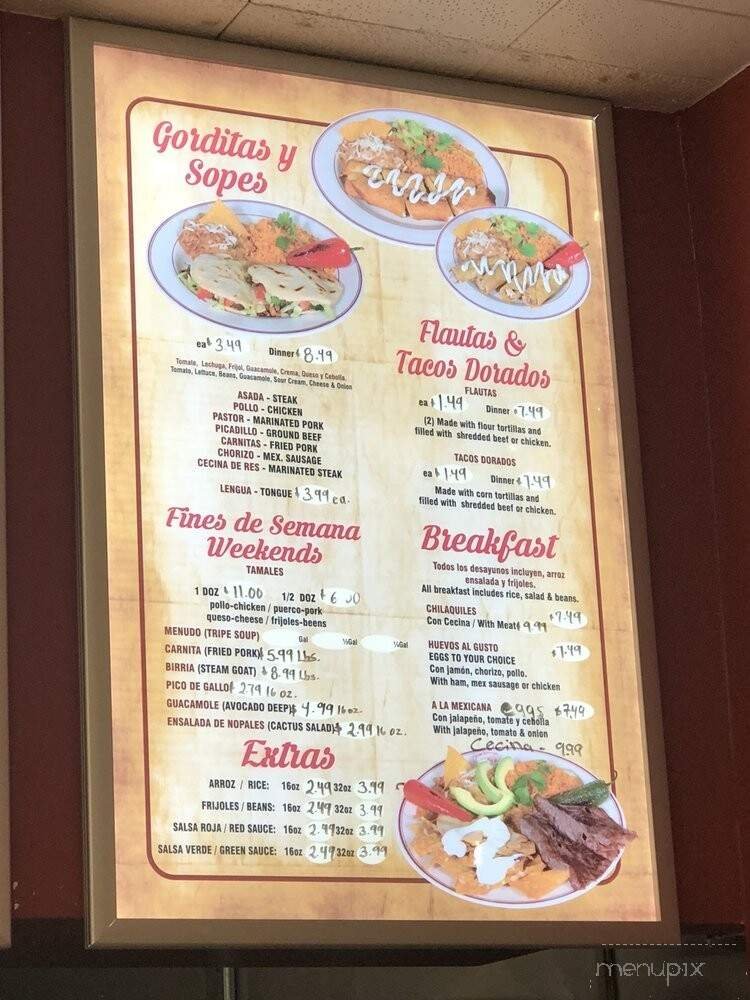 Gorditas y
Sopes
ea $3.49 Dinner $8.49
Tomate, Lechuga, Frijol, Guacamole, Crema, Queso y Cebolla.
Tomato, Lettuce, Beans, Guacamole, Sour Cream, Cheese & Onion
ASADA - STEAK
POLLO - CHICKEN
PASTOR - MARINATED PORK
PICADILLO - GROUND BEEF
CARNITAS - FRIED PORK
CHORIZO - MEX. SAUSAGE
CECINA DE RES - MARINATED STEAK
LENGUA - TONGUE $3.99 ea.
Fines de Semana
Weekends
TAMALES
1 DOZ $11.00 1/2 DOZ $6
pollo-chicken / puerco-pork
queso-cheese / frijoles-beens
MENUDO (TRIPE SOUP) Gal ½Gal ¼Gal
CARNITA (FRIED PORK) $5.99 Lbs.
BIRRIA (STEAM GOAT) $8.99 Lbs.
PICO DE GALLO $2.79 16 oz.
GUACAMOLE (AVOCADO DEEP) $4.99 16 oz.
ENSALADA DE NOPALES (CACTUS SALAD) $2.99 16 oz.
Extras
ARROZ / RICE: 16oz 2.49 32oz 3.99
FRIJOLES / BEANS: 16oz 2.49 32oz 3.99
SALSA ROJA / RED SAUCE: 16oz 2.49 32oz 3.99
SALSA VERDE / GREEN SAUCE: 16oz 2.49 32oz 3.99
Flautas &
Tacos Dorados
FLAUTAS
ea $1.49 Dinner $7.49
(2) Made with flour tortillas and
filled with shredded beef or chicken.
TACOS DORADOS
ea $1.49 Dinner $7.49
Made with corn tortillas and
filled with shredded beef or chicken.
Breakfast
Todos los desayunos incluyen, arroz
ensalada y frijoles.
All breakfast includes rice, salad & beans.
CHILAQUILES $7.49
Con Cecina / With Meat $9.99
HUEVOS AL GUSTO $7.49
EGGS TO YOUR CHOICE
Con jamón, chorizo, pollo.
With ham, mex sausage or chicken
A LA MEXICANA $7.49
Con jalapeño, tomate y cebolla
With jalapeño, tomato & onion
Cecina - 9.99
menupix